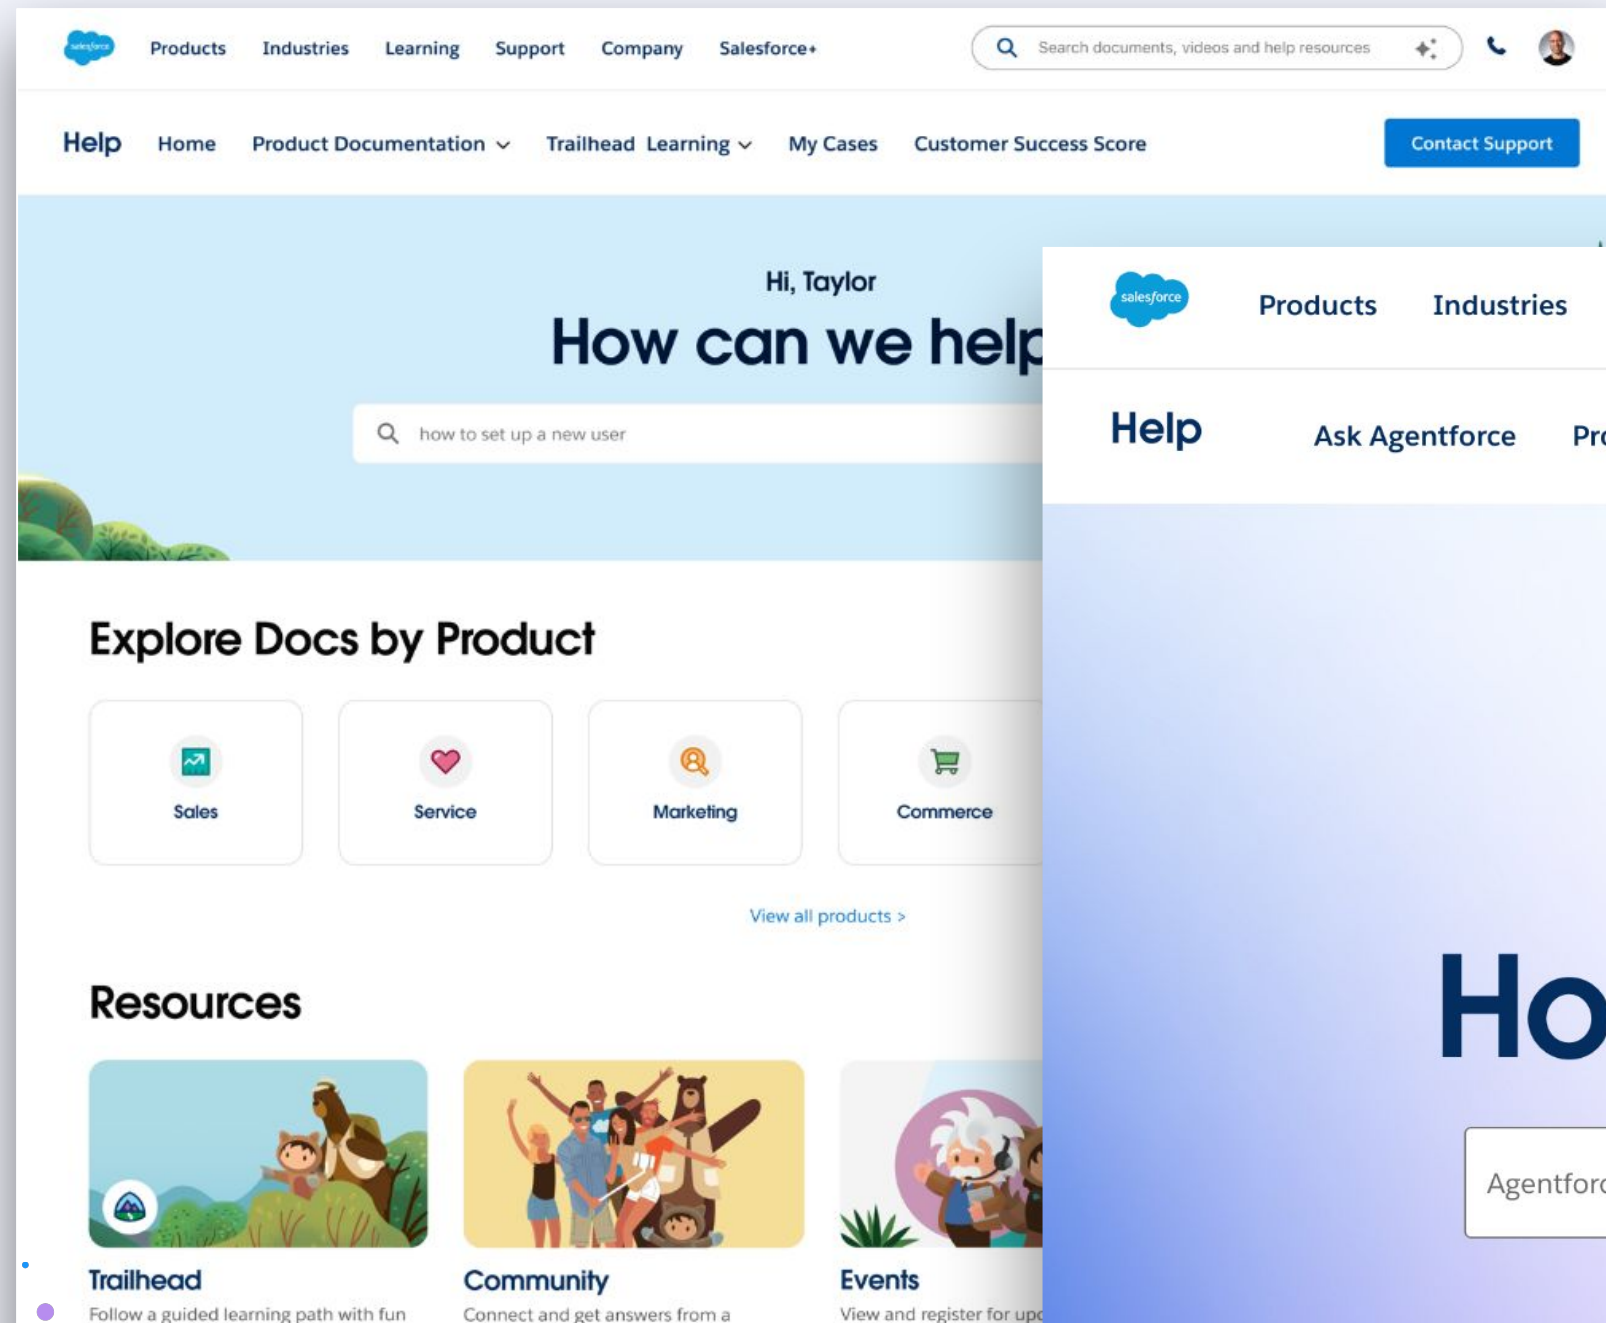 salesforce
Products Industries Learning Support Company Salesforce+
Search documents, videos and help resources
Help Home Product Documentation Trailhead Learning My Cases Customer Success Score
Contact Support
Hi, Taylor
How can we help
how to set up a new user
Explore Docs by Product
Sales
Service
Marketing
Commerce
View all products >
Resources
Trailhead
Follow a guided learning path with fun
Community
Connect and get answers from a
Events
View and register for upc
salesforce
Products Industries
Help Ask Agentforce Pro
Ho
Agentforc